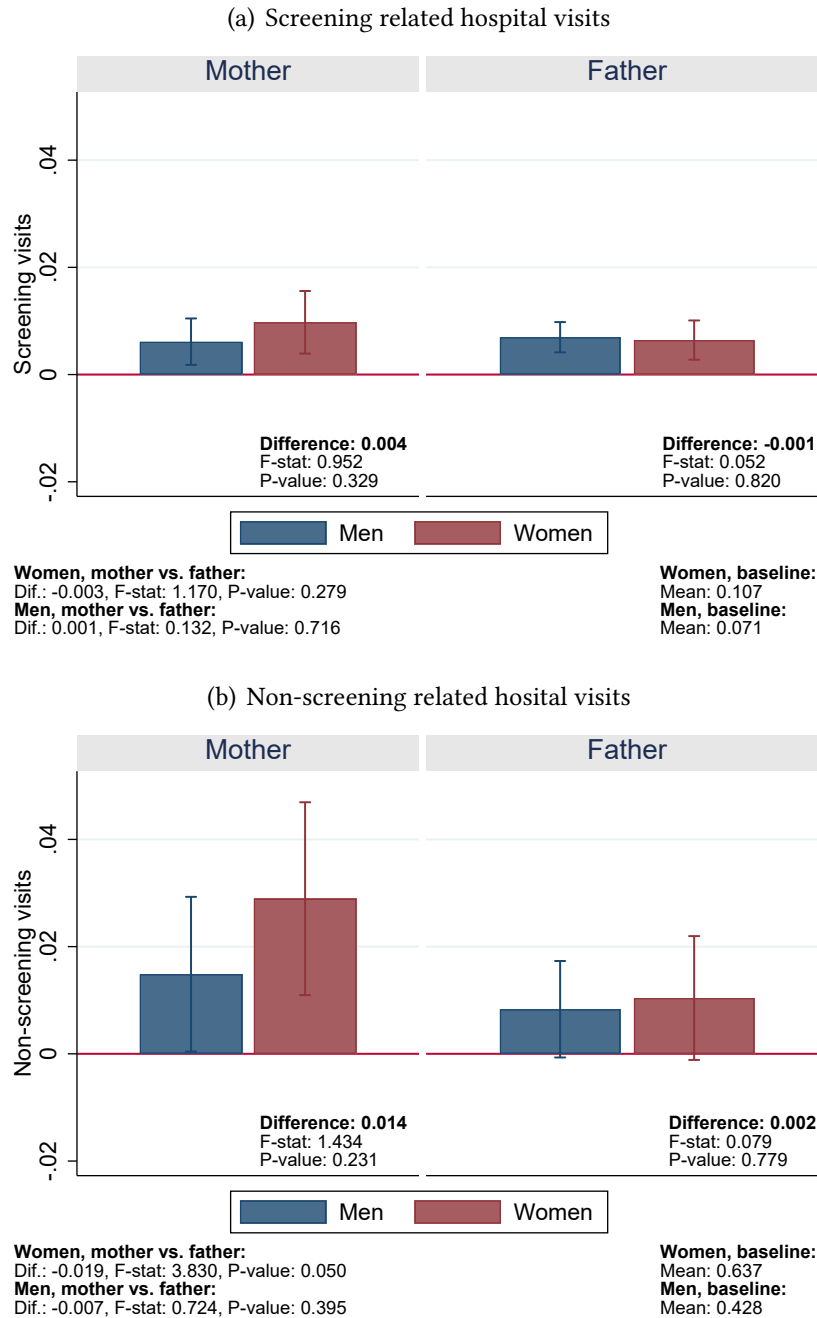 (a) Screening related hospital visits
Mother Father
Screening visits
.04
.02
0
-.02
Difference: 0.004
F-stat: 0.952
P-value: 0.329
Difference: -0.001
F-stat: 0.052
P-value: 0.820
Men Women
Women, mother vs. father:
Dif.: -0.003, F-stat: 1.170, P-value: 0.279
Men, mother vs. father:
Dif.: 0.001, F-stat: 0.132, P-value: 0.716
Women, baseline:
Mean: 0.107
Men, baseline:
Mean: 0.071
(b) Non-screening related hosital visits
Mother Father
Non-screening visits
.04
.02
0
-.02
Difference: 0.014
F-stat: 1.434
P-value: 0.231
Difference: 0.002
F-stat: 0.079
P-value: 0.779
Men Women
Women, mother vs. father:
Dif.: -0.019, F-stat: 3.830, P-value: 0.050
Men, mother vs. father:
Dif.: -0.007, F-stat: 0.724, P-value: 0.395
Women, baseline:
Mean: 0.637
Men, baseline:
Mean: 0.428